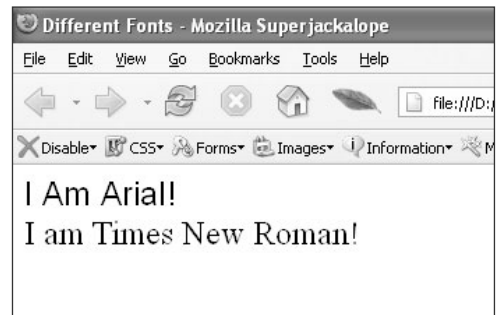 Different Fonts - Mozilla Superjackalope
File Edit View Go Bookmarks Tools Help
file:///D:/
Disable CSS Forms Images Information M
I Am Arial!
I am Times New Roman!